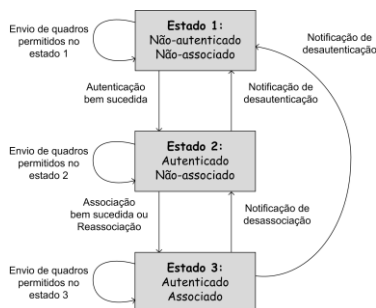 Estado 1:
Não-autenticado
Não-associado
Envio de quadros
permitidos no
estado 1
Notificação de
desautenticação
Autenticação
bem sucedida
Notificação de
desautenticação
Estado 2:
Autenticado
Não-associado
Envio de quadros
permitidos no
estado 2
Associação
bem sucedida ou
Reassociação
Notificação de
desassociação
Estado 3:
Autenticado
Associado
Envio de quadros
permitidos no
estado 3